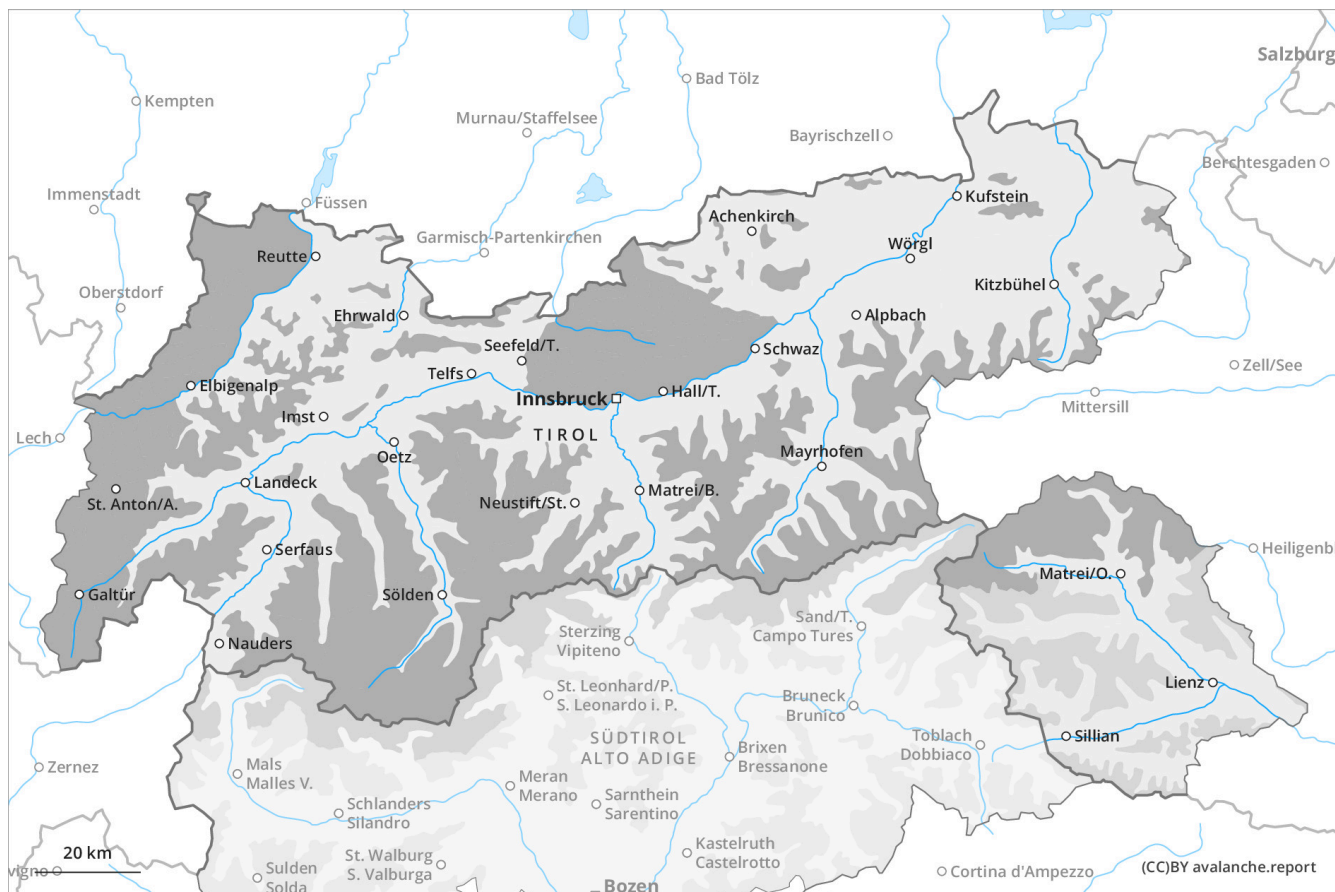 Salzburg
Kempten
Bad Tölz
Murnau/Staffelsee
Bayrischzell
Berchtesgaden
Immenstadt
Füssen
Kufstein
Achenkirch
Garmisch-Partenkirchen
Wörgl
Reutte
Kitzbühel
Oberstdorf
Ehrwald
Alpbach
Seefeld/T.
Schwaz
Zell/See
Telfs
Elbigenalp
Hall/T.
Innsbruck
Mittersill
Imst
TIROL
Lech
Oetz
Mayrhofen
Landeck
Matrei/B.
St. Anton/A.
Neustift/St.
Serfaus
Heiligenb
Matrei/O.
Galtür
Sölden
Sand/T.
Campo Tures
Sterzing
Vipiteno
Nauders
Lienz
St. Leonhard/P.
S. Leonardo i. P.
Bruneck
Brunico
Sillian
Toblach
Dobbiaco
SÜDTIROL
ALTO ADIGE
Brixen
Bressanone
Zernez
Mals
Malles V.
Meran
Merano
Schlanders
Silandro
Sarnthein
Sarentino
Kastelruth
Castelrotto
20 km
vigno
St. Walburg
S. Valburga
Sulden
Solda
Cortina d'Ampezzo
(CC)BY avalanche.report
Bozen